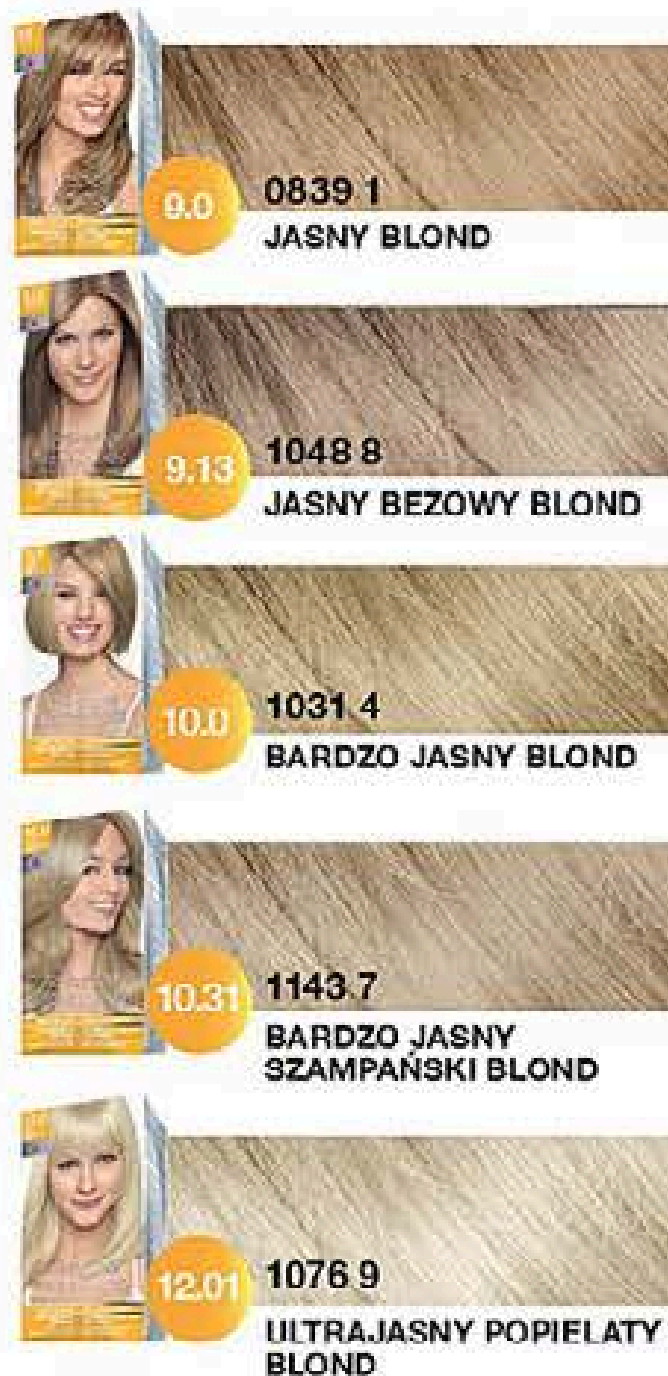 9.0
0839 1
JASNY BLOND
9.13
1048 8
JASNY BEZOWY BLOND
10.0
1031 4
BARDZO JASNY BLOND
10.31
1143 7
BARDZO JASNY
SZAMPAŃSKI BLOND
12.01
1076 9
ULTRAJASNY POPIELATY
BLOND